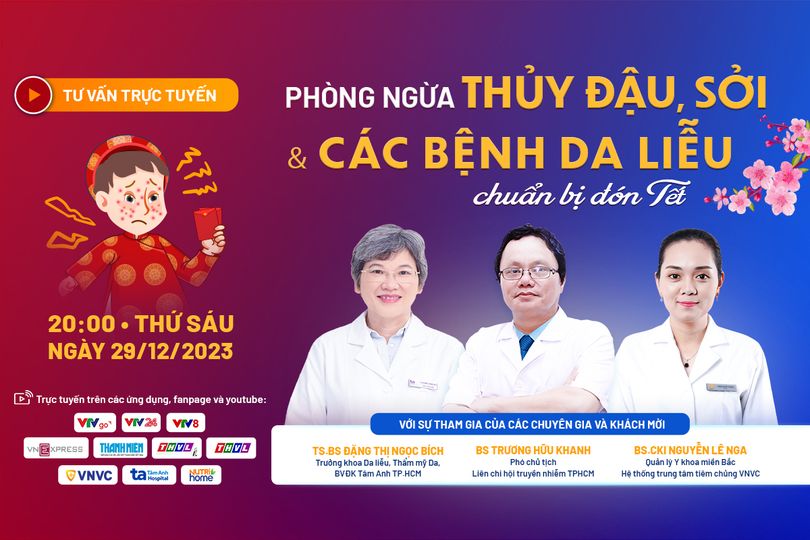 TƯ VẤN TRỰC TUYẾN
PHÒNG NGỪA THỦY ĐẬU, SỞI
& CÁC BỆNH DA LIỄU
chuẩn bị đón Tết
20:00 • THỨ SÁU
NGÀY 29/12/2023
Trực tuyến trên các ứng dụng, fanpage và youtube:
VTVgo VTV24 VTV8
VNEXPRESS THANH NIÊN THVL THVL
VNVC Tâm Anh Hospital NUTRI home
VỚI SỰ THAM GIA CỦA CÁC CHUYÊN GIA VÀ KHÁCH MỜI
TS.BS ĐẶNG THỊ NGỌC BÍCH
Trưởng khoa Da liễu, Thẩm mỹ Da,
BVĐK Tâm Anh TP.HCM
BS TRƯƠNG HỮU KHANH
Phó chủ tịch
Liên chi hội truyền nhiễm TPHCM
BS.CKI NGUYỄN LÊ NGA
Quản lý Y khoa miền Bắc
Hệ thống trung tâm tiêm chủng VNVC